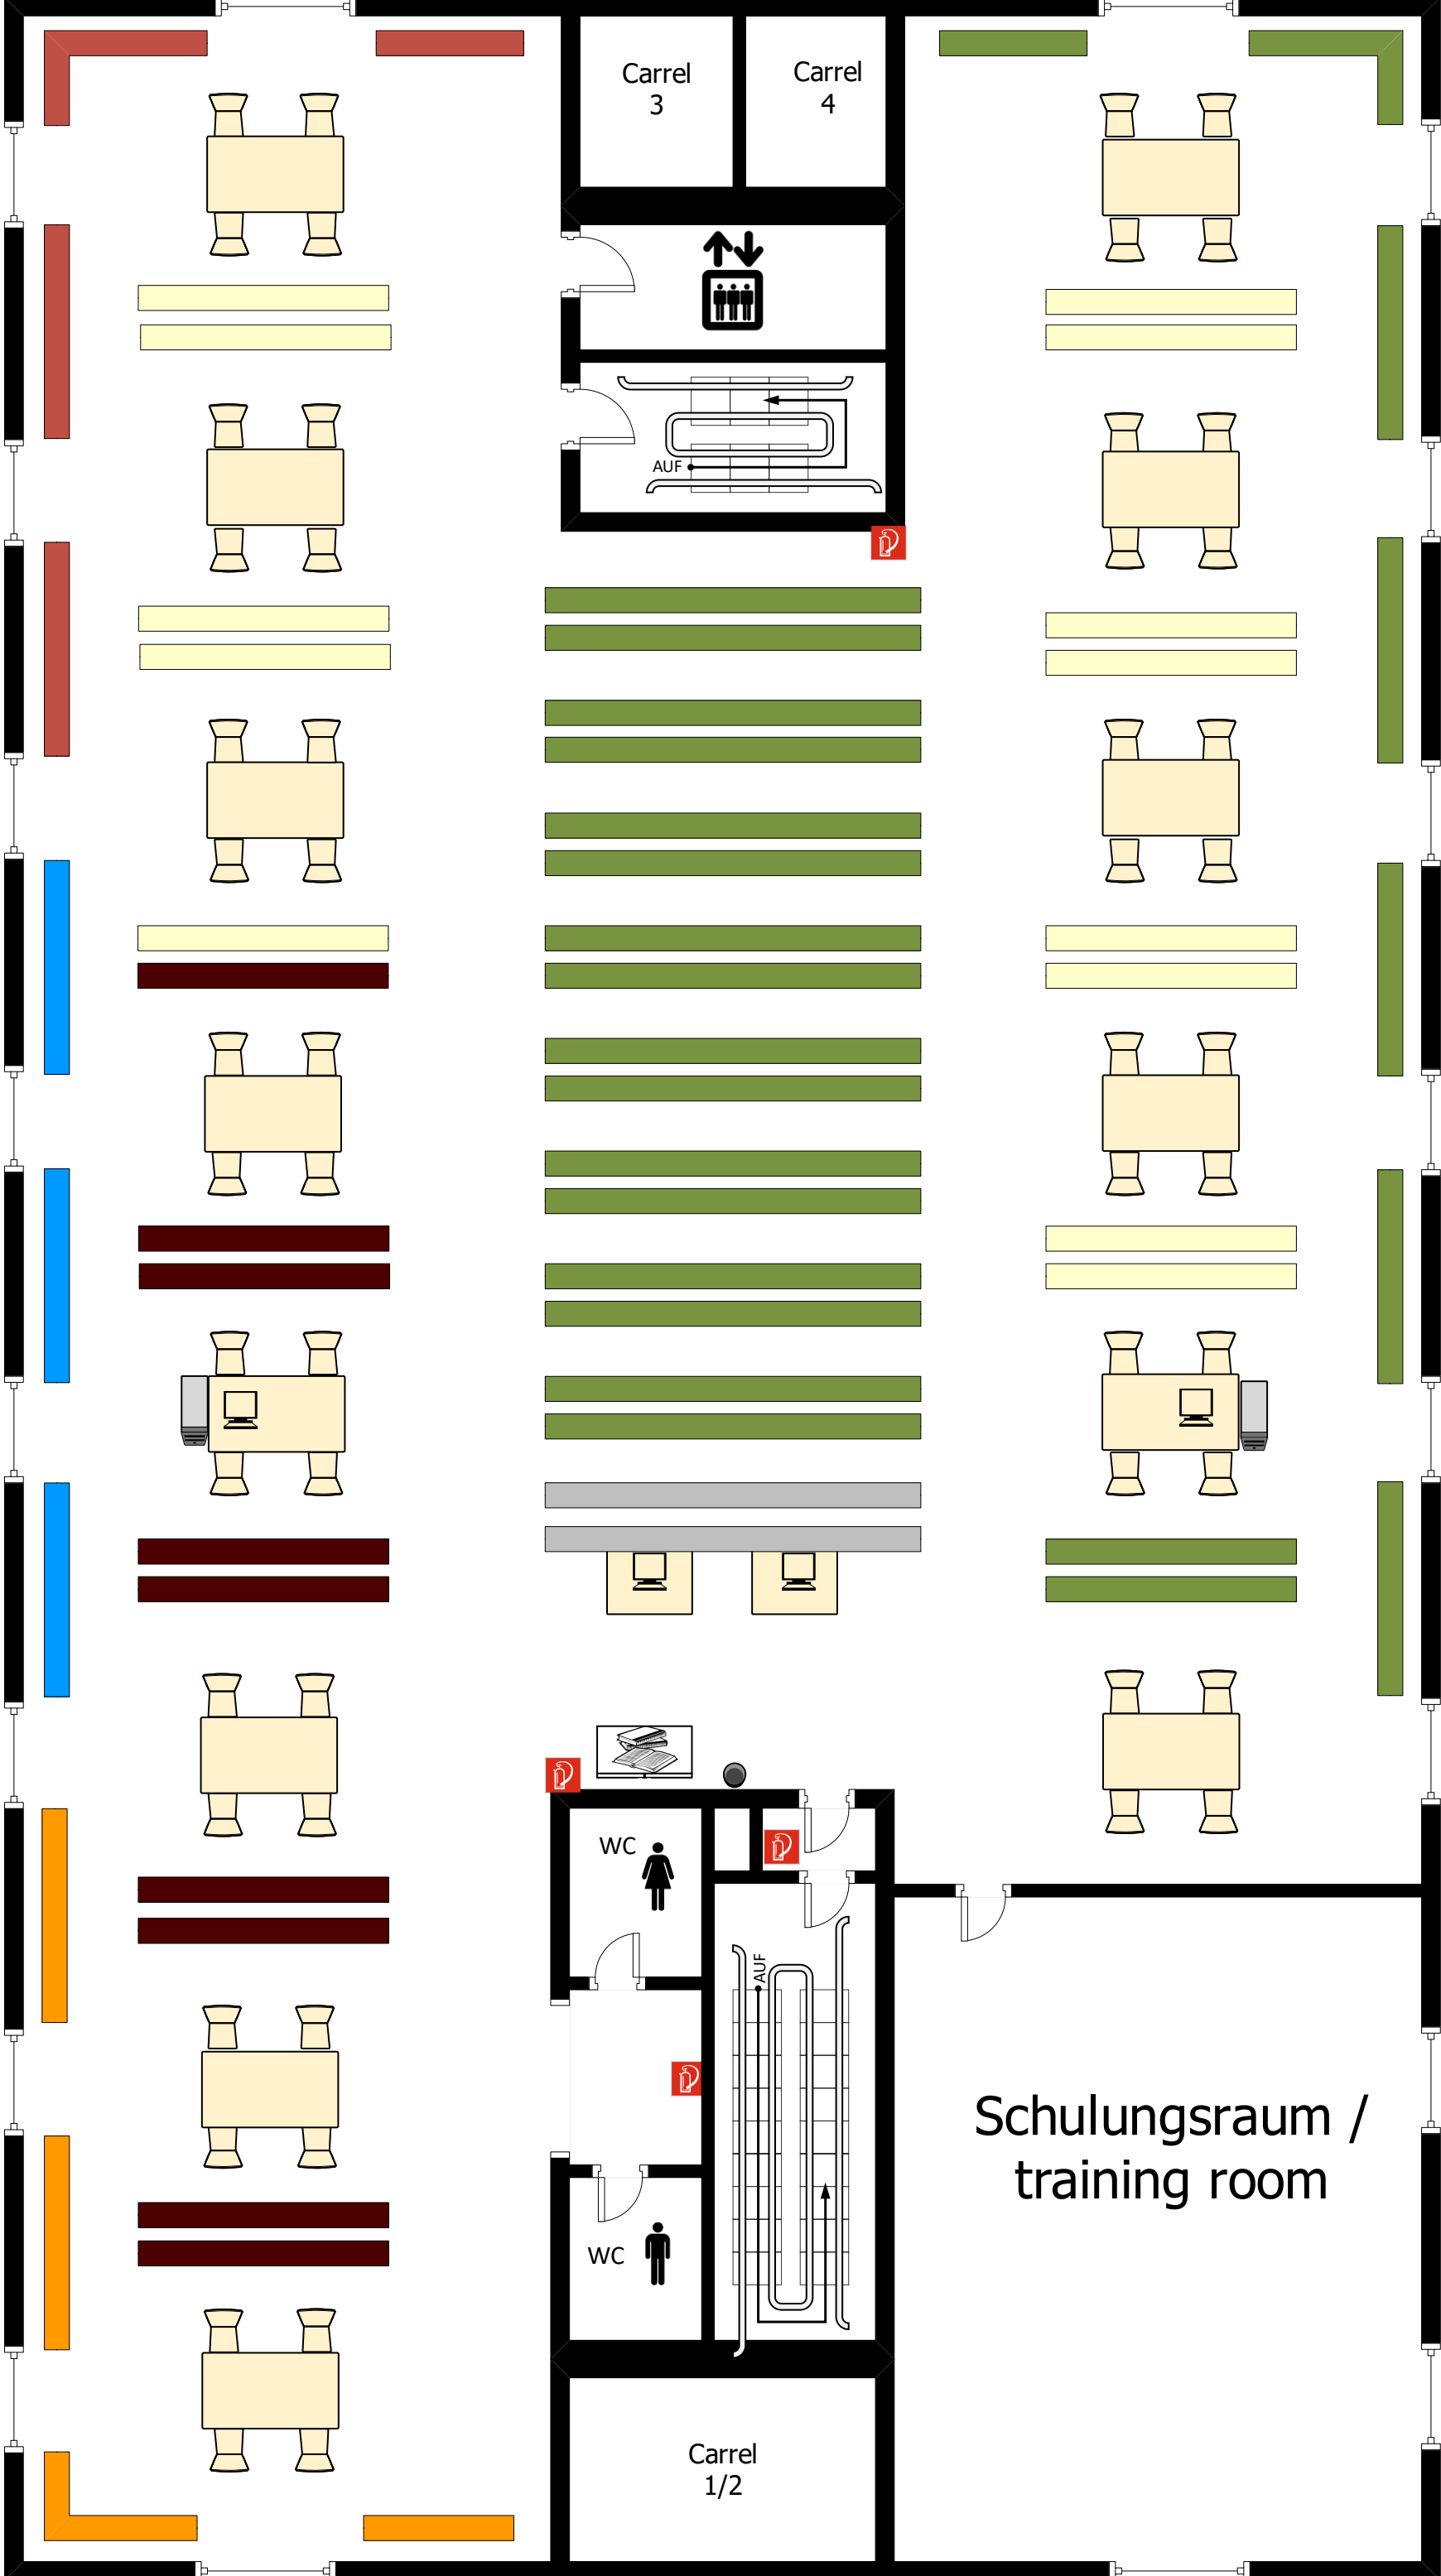 Carrel
3
Carrel
4
AUF
WC
AUF
Schulungsraum /
training room
WC
Carrel
1/2